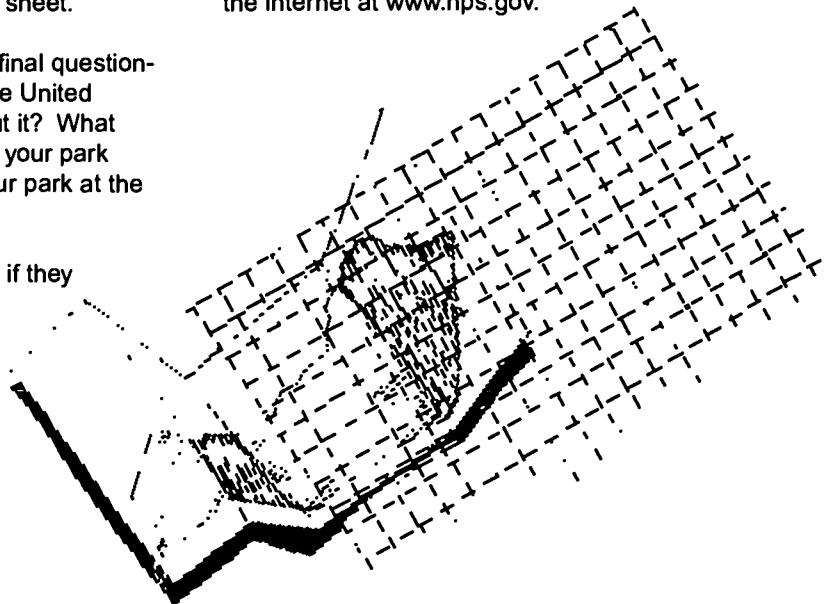 sheet.
final question-
e United
ut it? What
your park
ur park at the
if they
the Internet at www.nps.gov.